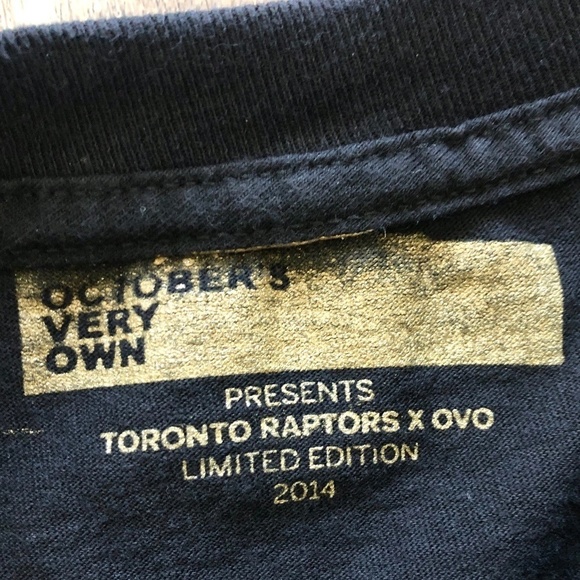 OCTOBER'S
VERY
OWN
PRESENTS
TORONTO RAPTORS X OVO
LIMITED EDITION
2014